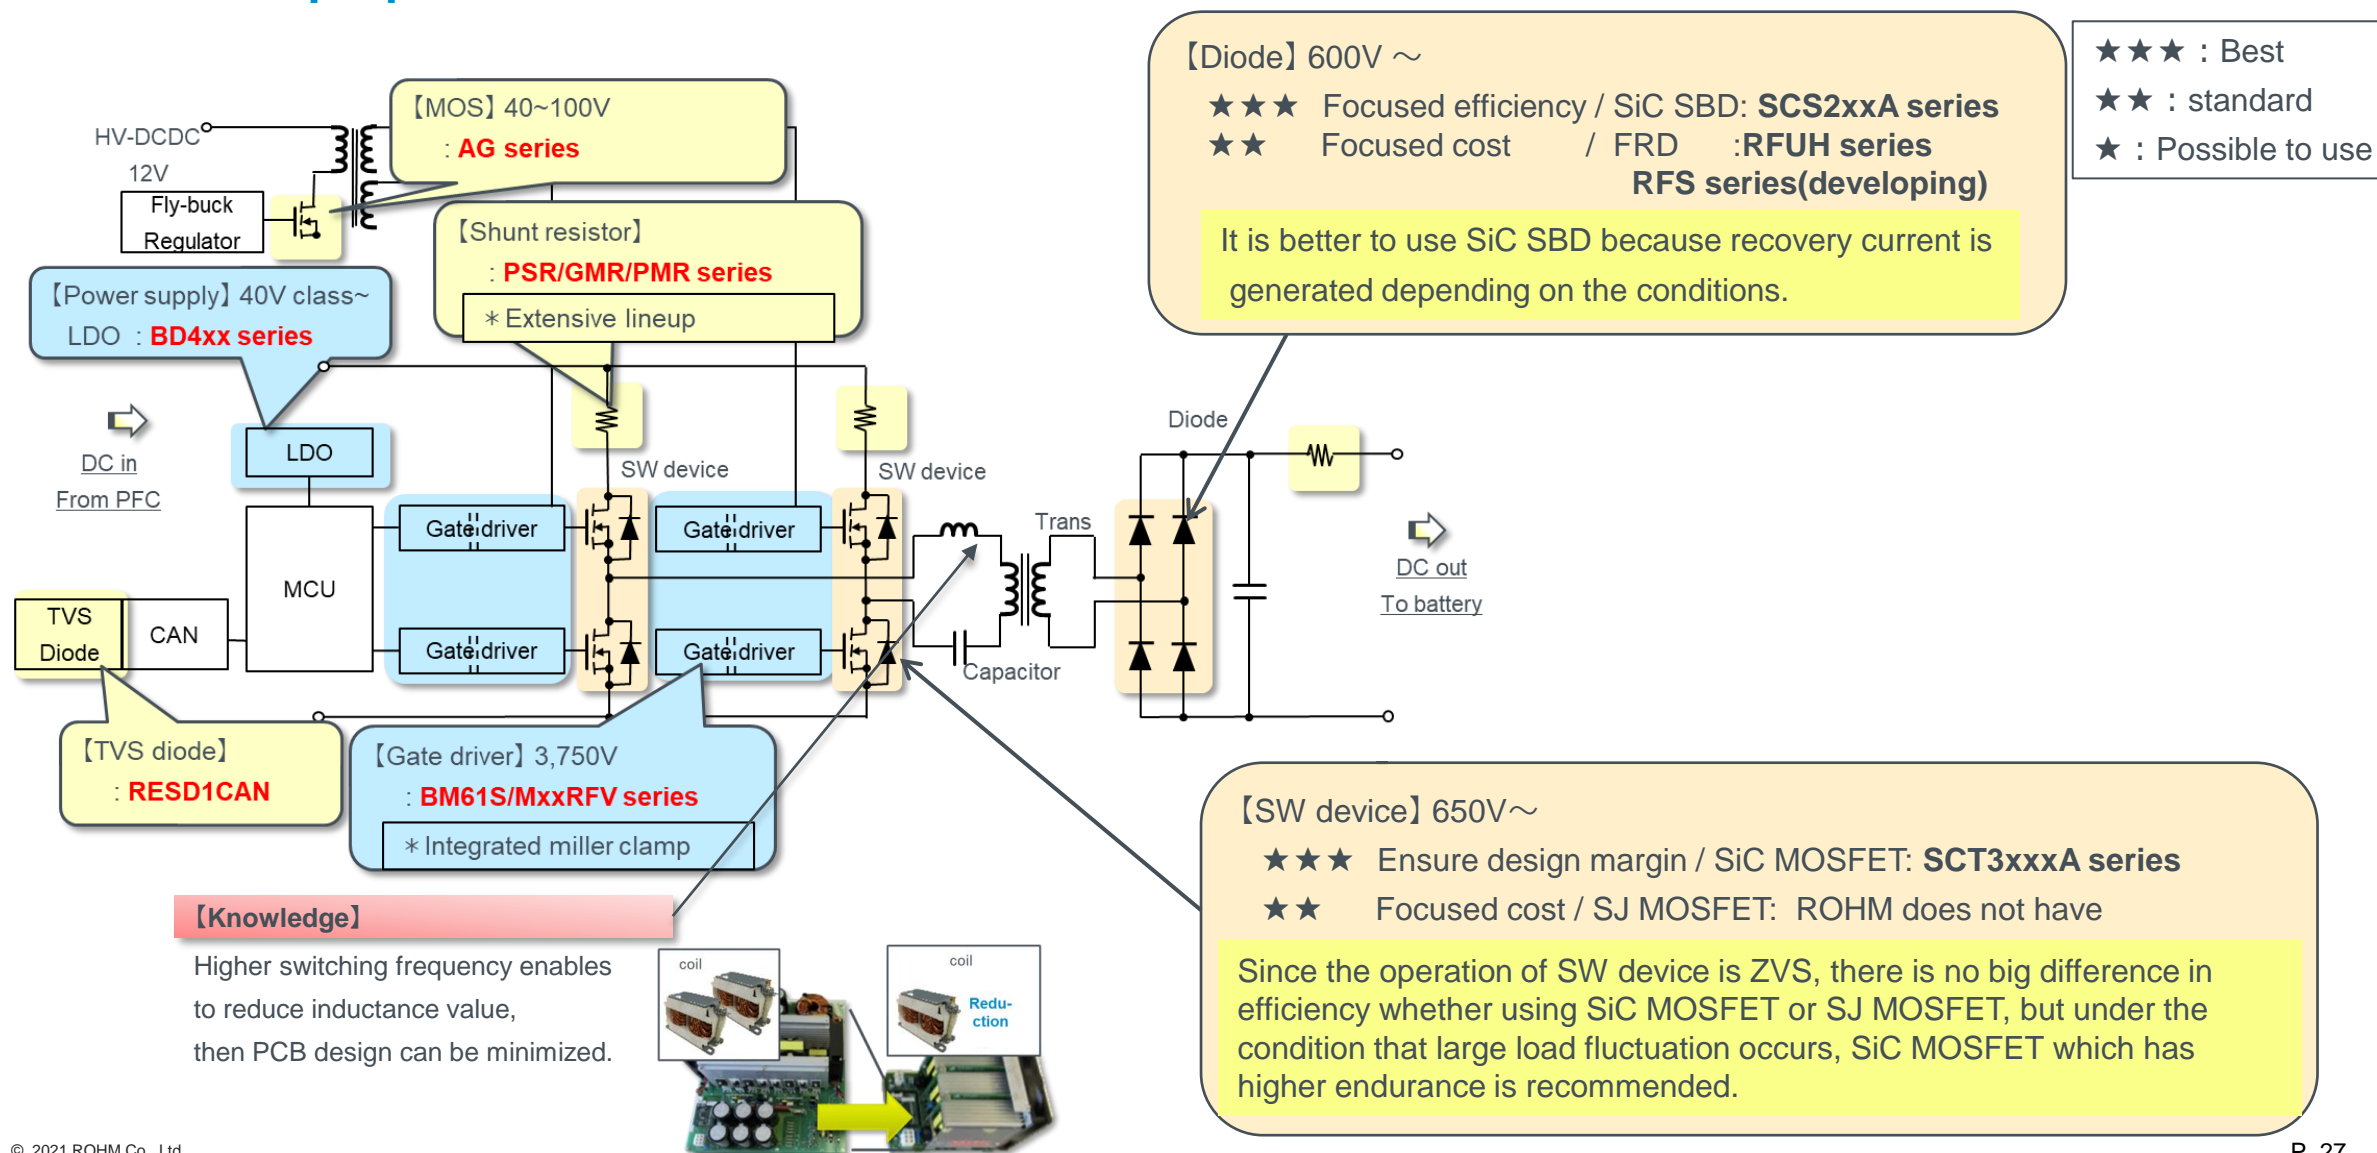 【Diode】 600V ～
★★★ Focused efficiency / SiC SBD: SCS2xxA series
★★ Focused cost / FRD :RFUH series
RFS series(developing)
It is better to use SiC SBD because recovery current is
generated depending on the conditions.
★★★ : Best
★★ : standard
★ : Possible to use
【MOS】 40~100V
: AG series
HV-DCDC
12V
Fly-buck
Regulator
【Shunt resistor】
: PSR/GMR/PMR series
＊Extensive lineup
【Power supply】 40V class~
LDO : BD4xx series
DC in
From PFC
LDO
SW device
SW device
Diode
Gate driver
Gate driver
Trans
DC out
To battery
MCU
TVS
Diode
CAN
Gate driver
Gate driver
Capacitor
【TVS diode】
: RESD1CAN
【Gate driver】 3,750V
: BM61S/MxxRFV series
＊Integrated miller clamp
【SW device】 650V～
★★★ Ensure design margin / SiC MOSFET: SCT3xxxA series
★★ Focused cost / SJ MOSFET: ROHM does not have
Since the operation of SW device is ZVS, there is no big difference in
efficiency whether using SiC MOSFET or SJ MOSFET, but under the
condition that large load fluctuation occurs, SiC MOSFET which has
higher endurance is recommended.
【Knowledge】
Higher switching frequency enables
to reduce inductance value,
then PCB design can be minimized.
coil
coil
Redu-
ction
© 2021 ROHM Co., Ltd.
P. 27